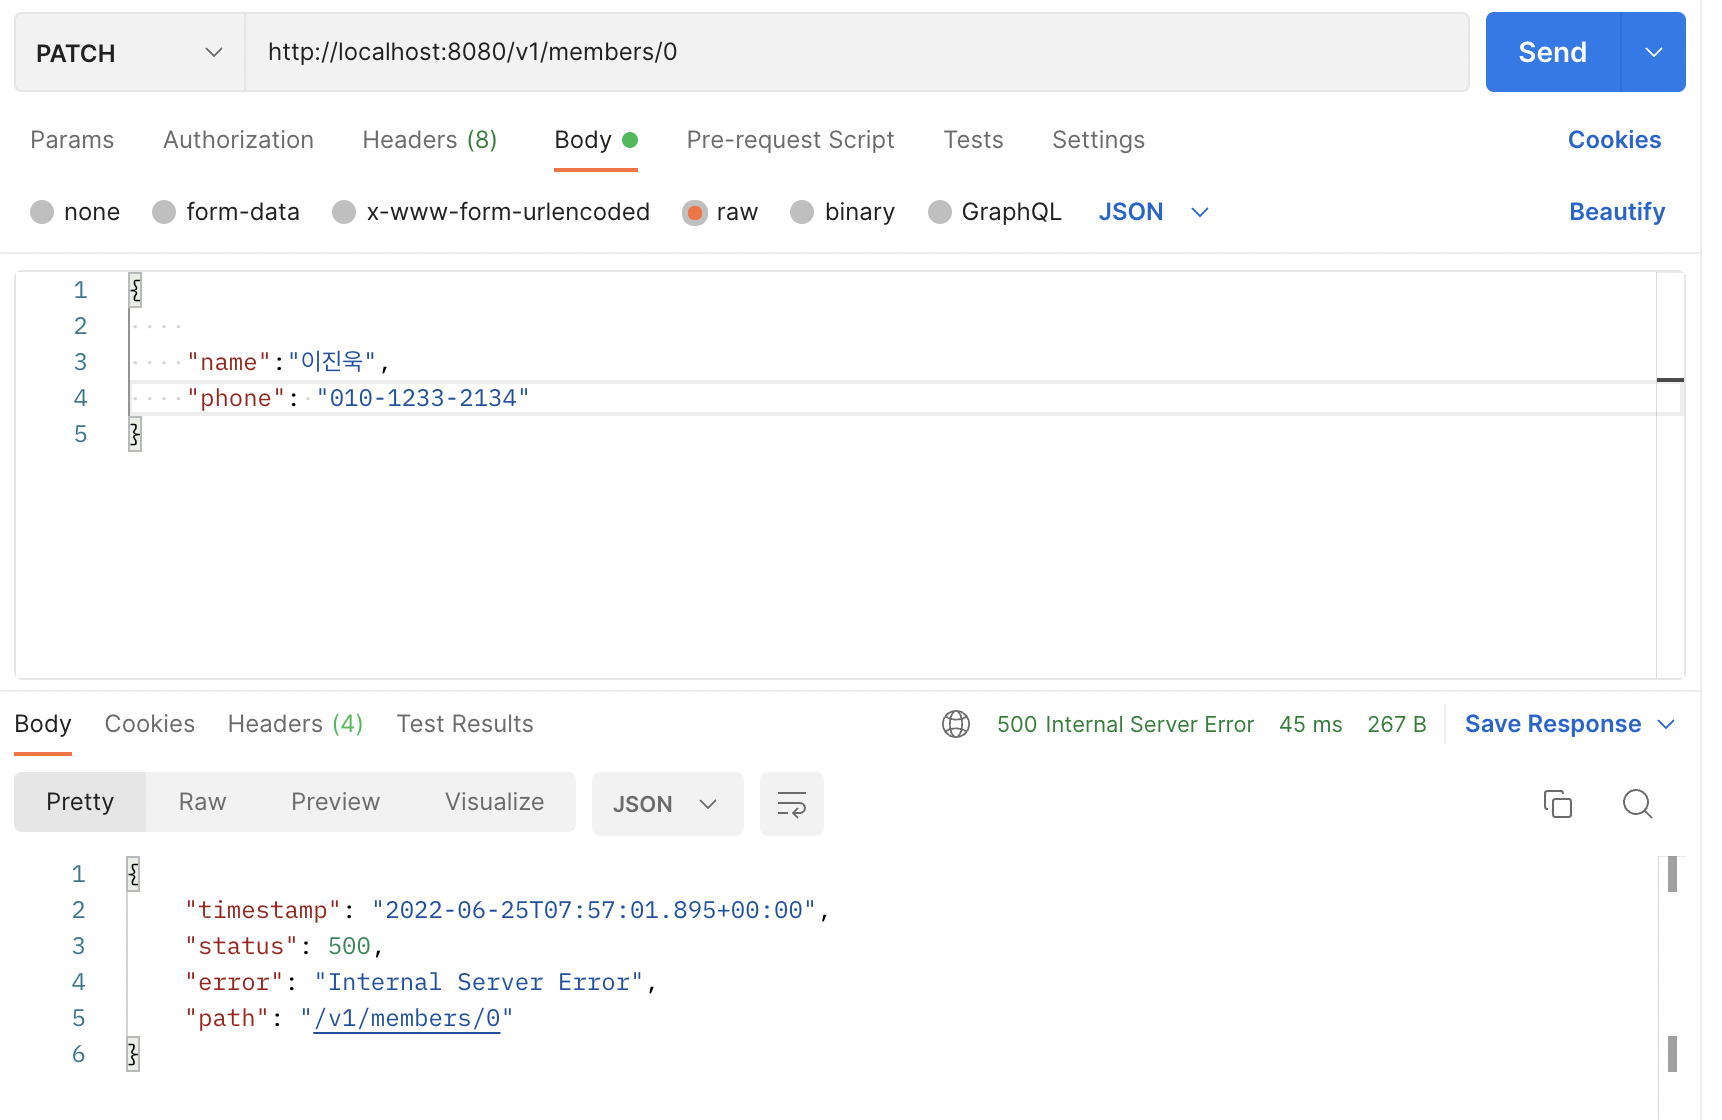 PATCH http://localhost:8080/v1/members/0 Send
Params Authorization Headers (8) Body Pre-request Script Tests Settings Cookies
none form-data x-www-form-urlencoded raw binary GraphQL JSON Beautify
1 {
2
3 "name":"이진욱",
4 "phone": "010-1233-2134"
5 }
Body Cookies Headers (4) Test Results 500 Internal Server Error 45 ms 267 B Save Response
Pretty Raw Preview Visualize JSON
1 {
2 "timestamp": "2022-06-25T07:57:01.895+00:00",
3 "status": 500,
4 "error": "Internal Server Error",
5 "path": "/v1/members/0"
6 }